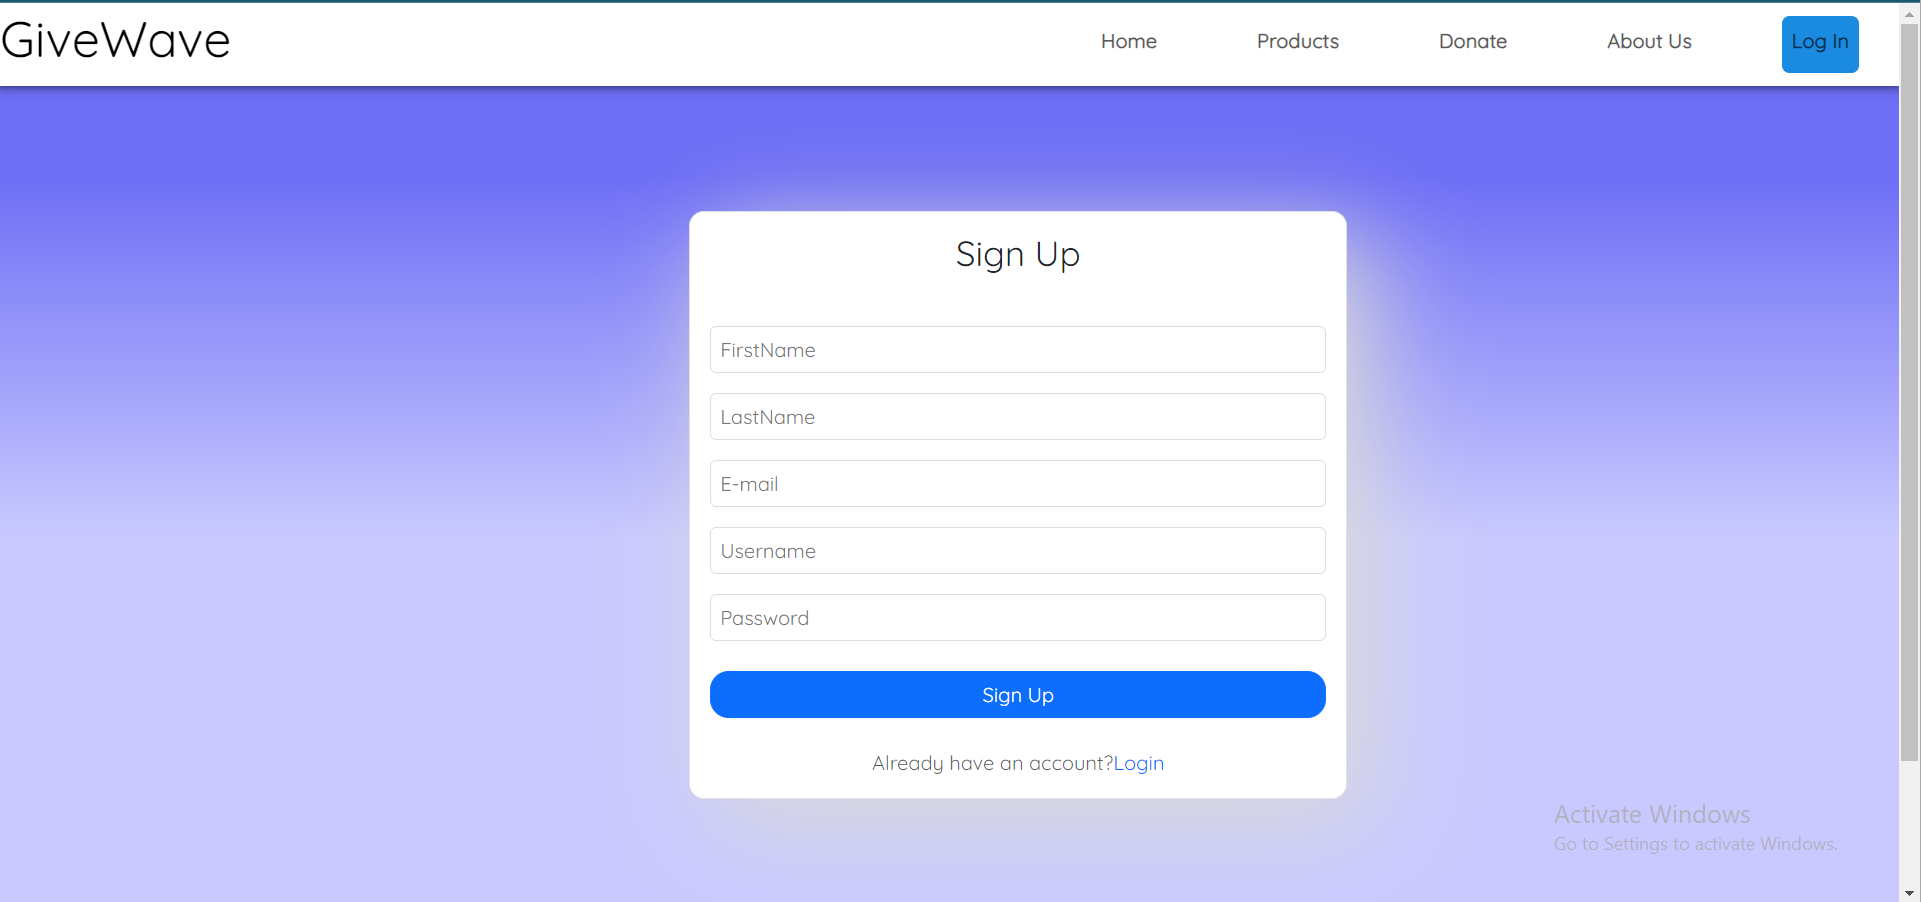 GiveWave
Home Products Donate About Us Log In
Sign Up
FirstName
LastName
E-mail
Username
Password
Sign Up
Already have an account?Login
Activate Windows
Go to Settings to activate Windows.